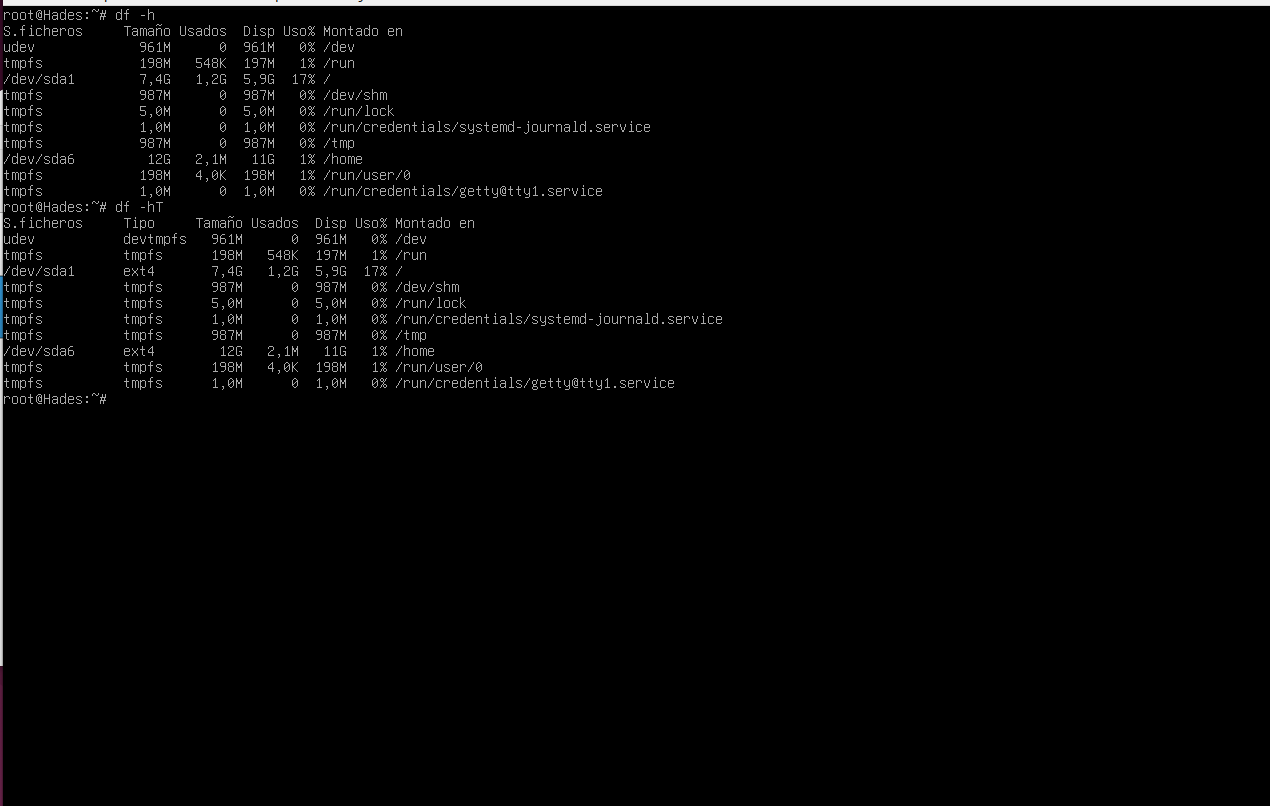 root@Hades:~# df -h
S.ficheros     Tamaño Usados  Disp Uso% Montado en
udev             961M      0  961M   0% /dev
tmpfs            198M   548K  197M   1% /run
/dev/sda1        7,4G   1,2G  5,9G  17% /
tmpfs            987M      0  987M   0% /dev/shm
tmpfs            5,0M      0  5,0M   0% /run/lock
tmpfs            1,0M      0  1,0M   0% /run/credentials/systemd-journald.service
tmpfs            987M      0  987M   0% /tmp
/dev/sda6         12G   2,1M   11G   1% /home
tmpfs            198M   4,0K  198M   1% /run/user/0
tmpfs            1,0M      0  1,0M   0% /run/credentials/getty@tty1.service
root@Hades:~# df -hT
S.ficheros     Tipo     Tamaño Usados  Disp Uso% Montado en
udev           devtmpfs   961M      0  961M   0% /dev
tmpfs          tmpfs      198M   548K  197M   1% /run
/dev/sda1      ext4       7,4G   1,2G  5,9G  17% /
tmpfs          tmpfs      987M      0  987M   0% /dev/shm
tmpfs          tmpfs      5,0M      0  5,0M   0% /run/lock
tmpfs          tmpfs      1,0M      0  1,0M   0% /run/credentials/systemd-journald.service
tmpfs          tmpfs      987M      0  987M   0% /tmp
/dev/sda6      ext4        12G   2,1M   11G   1% /home
tmpfs          tmpfs      198M   4,0K  198M   1% /run/user/0
tmpfs          tmpfs      1,0M      0  1,0M   0% /run/credentials/getty@tty1.service
root@Hades:~#